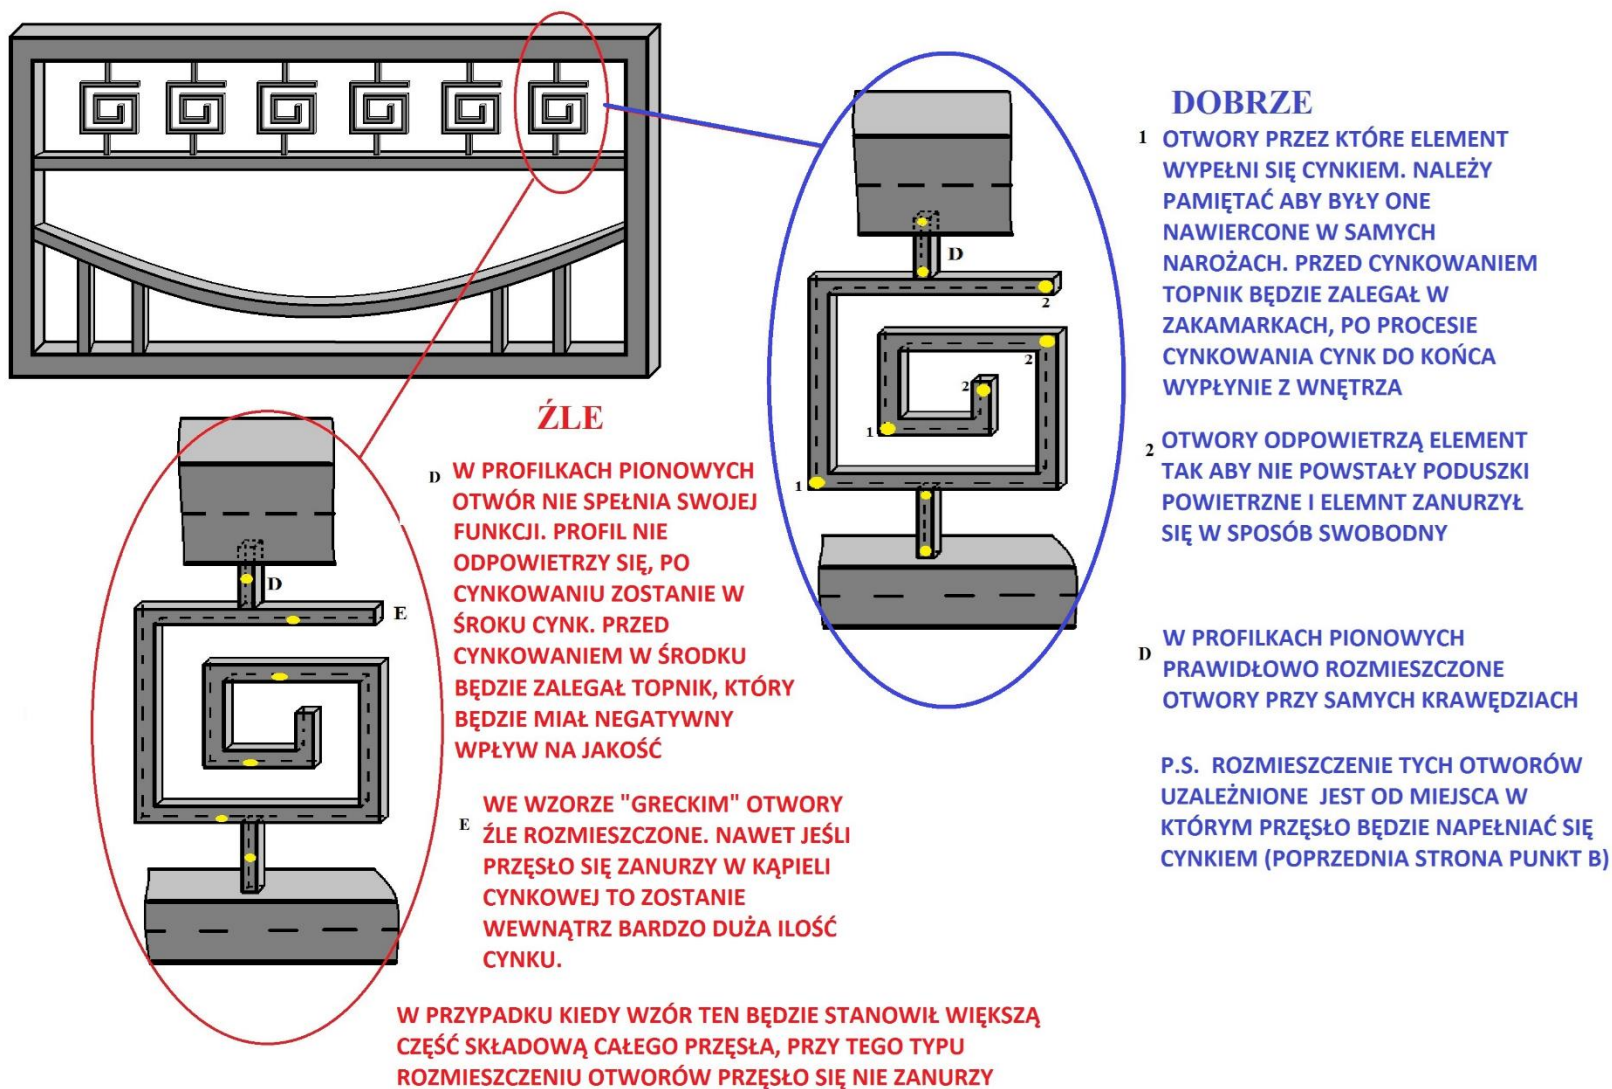 DOBRZE
1 OTWORY PRZEZ KTÓRE ELEMENT
WYPEŁNI SIĘ CYNKIEM. NALEŻY
PAMIĘTAĆ ABY BYŁY ONE
NAWIERCONE W SAMYCH
NAROŻACH. PRZED CYNKOWANIEM
TOPNIK BĘDZIE ZALEGAŁ W
ZAKAMARKACH, PO PROCESIE
CYNKOWANIA CYNK DO KOŃCA
WYPŁYNIE Z WNĘTRZA
2 OTWORY ODPOWIETRZĄ ELEMENT
TAK ABY NIE POWSTAŁY PODUSZKI
POWIETRZNE I ELEMNT ZANURZYŁ
SIĘ W SPOSÓB SWOBODNY
D W PROFILKACH PIONOWYCH
PRAWIDŁOWO ROZMIESZCZONE
OTWORY PRZY SAMYCH KRAWĘDZIACH
P.S. ROZMIESZCZENIE TYCH OTWORÓW
UZALEŻNIONE JEST OD MIEJSCA W
KTÓRYM PRZĘSŁO BĘDZIE NAPEŁNIAĆ SIĘ
CYNKIEM (POPRZEDNIA STRONA PUNKT B)
D
2
2
2
1
1
ŹLE
D W PROFILKACH PIONOWYCH
OTWÓR NIE SPEŁNIA SWOJEJ
FUNKCJI. PROFIL NIE
ODPOWIETRZY SIĘ, PO
CYNKOWANIU ZOSTANIE W
ŚROKU CYNK. PRZED
CYNKOWANIEM W ŚRODKU
BĘDZIE ZALEGAŁ TOPNIK, KTÓRY
BĘDZIE MIAŁ NEGATYWNY
WPŁYW NA JAKOŚĆ
E WE WZORZE "GRECKIM" OTWORY
ŹLE ROZMIESZCZONE. NAWET JEŚLI
PRZĘSŁO SIĘ ZANURZY W KĄPIELI
CYNKOWEJ TO ZOSTANIE
WEWNĄTRZ BARDZO DUŻA ILOŚĆ
CYNKU.
W PRZYPADKU KIEDY WZÓR TEN BĘDZIE STANOWIŁ WIĘKSZĄ
CZĘŚĆ SKŁADOWĄ CAŁEGO PRZĘSŁA, PRZY TEGO TYPU
ROZMIESZCZENIU OTWORÓW PRZĘSŁO SIĘ NIE ZANURZY
D
E